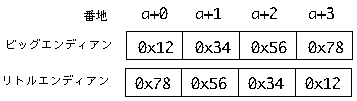 番地 a+0 a+1 a+2 a+3
ビッグエンディアン 0x12 0x34 0x56 0x78
リトルエンディアン 0x78 0x56 0x34 0x12